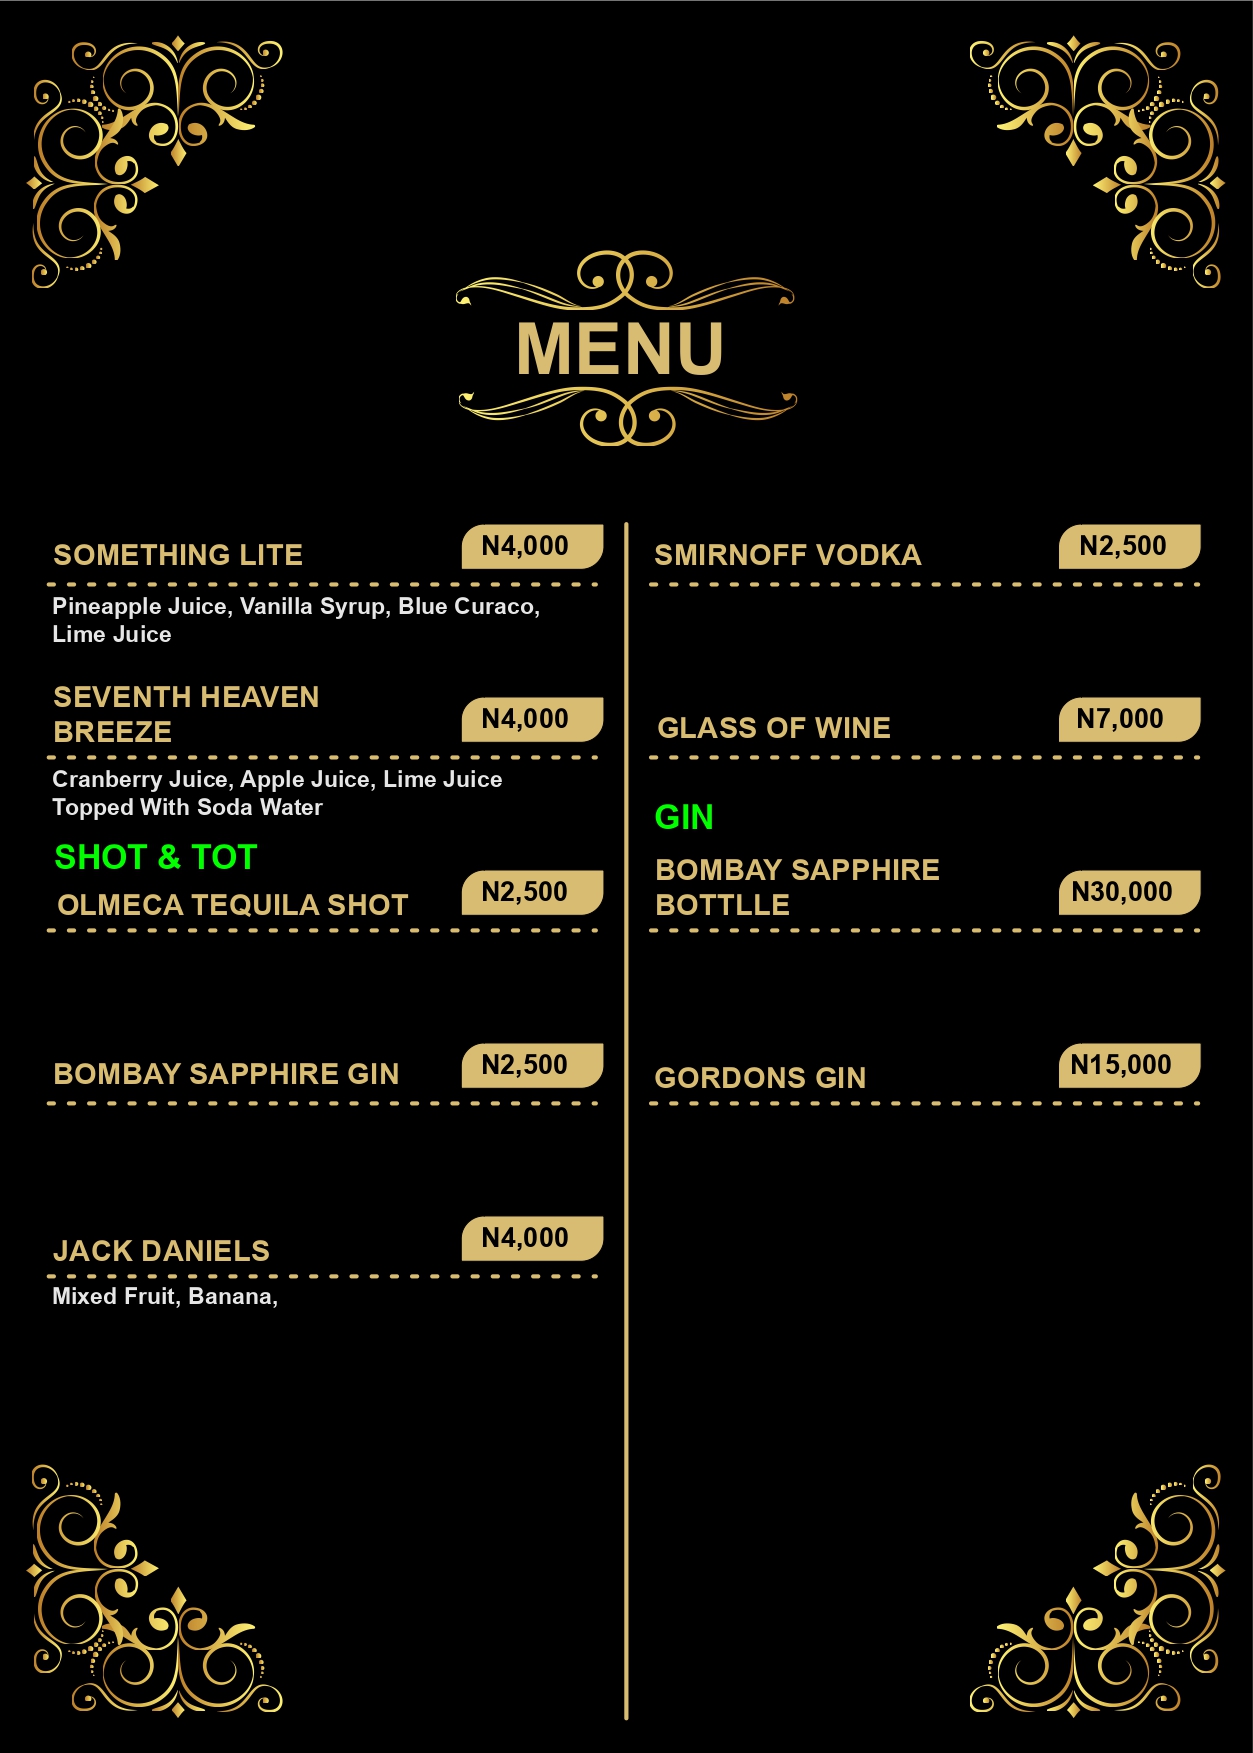 MENU
SOMETHING LITE N4,000
Pineapple Juice, Vanilla Syrup, Blue Curaco,
Lime Juice
SEVENTH HEAVEN
BREEZE N4,000
Cranberry Juice, Apple Juice, Lime Juice
Topped With Soda Water
SHOT & TOT
OLMECA TEQUILA SHOT N2,500
BOMBAY SAPPHIRE GIN N2,500
JACK DANIELS N4,000
Mixed Fruit, Banana,
SMIRNOFF VODKA N2,500
GLASS OF WINE N7,000
GIN
BOMBAY SAPPHIRE
BOTTLLE N30,000
GORDONS GIN N15,000